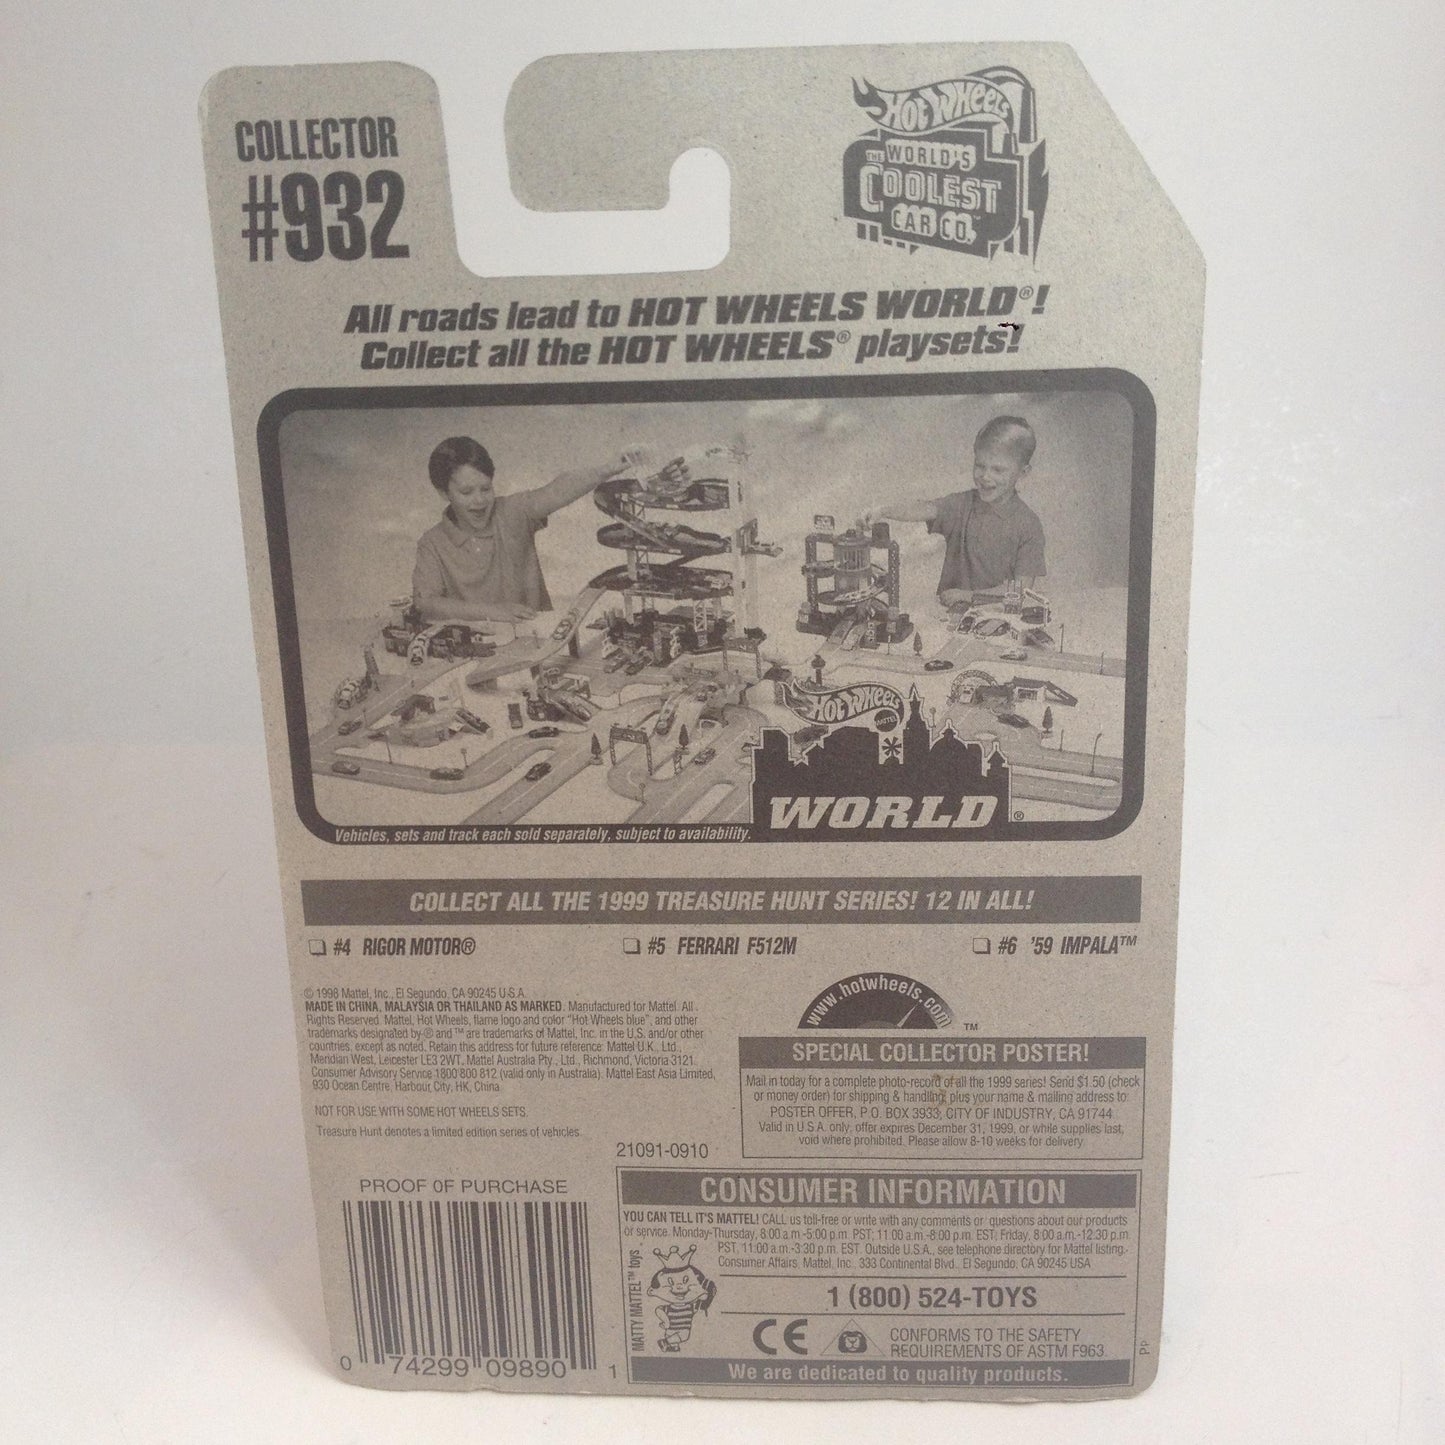 COLLECTOR
#932
HOT WHEELS
THE WORLD'S
COOLEST
CAR CO.™
All roads lead to HOT WHEELS WORLD®!
Collect all the HOT WHEELS® playsets!
HOT WHEELS
MATTEL
WORLD®
Vehicles, sets and track each sold separately, subject to availability.
COLLECT ALL THE 1999 TREASURE HUNT SERIES! 12 IN ALL!
❏ #4 RIGOR MOTOR®
❏ #5 FERRARI F512M
❏ #6 '59 IMPALA™
© 1998 Mattel, Inc., El Segundo, CA 90245 U.S.A.
MADE IN CHINA, MALAYSIA OR THAILAND AS MARKED. Manufactured for Mattel. All
Rights Reserved. Mattel, Hot Wheels, flame logo and color "Hot Wheels blue", and other
trademarks designated by ® and ™ are trademarks of Mattel, Inc. in the U.S. and/or other
countries, except as noted. Retain this address for future reference: Mattel U.K., Ltd.,
Meridian West, Leicester LE3 2WT, Mattel Australia Pty., Ltd., Richmond, Victoria 3121.
Consumer Advisory Service 1800 800 812 (valid only in Australia). Mattel East Asia Limited,
930 Ocean Centre, Harbour City, HK, China.
NOT FOR USE WITH SOME HOT WHEELS SETS.
Treasure Hunt denotes a limited edition series of vehicles.
21091-0910
www.hotwheels.com™
SPECIAL COLLECTOR POSTER!
Mail in today for a complete photo-record of all the 1999 series! Send $1.50 (check
or money order) for shipping & handling, plus your name & mailing address to:
POSTER OFFER, P.O. BOX 3933, CITY OF INDUSTRY, CA 91744.
Valid in U.S.A. only, offer expires December 31, 1999, or while supplies last,
void where prohibited. Please allow 8-10 weeks for delivery.
PROOF OF PURCHASE
0 74299 09890 1
CONSUMER INFORMATION
YOU CAN TELL IT'S MATTEL! CALL us toll-free or write with any comments or questions about our products
or service. Monday-Thursday, 8:00 a.m.-5:00 p.m. PST; 11:00 a.m.-8:00 p.m. EST; Friday, 8:00 a.m.-12:30 p.m.
PST, 11:00 a.m.-3:30 p.m. EST. Outside U.S.A., see telephone directory for Mattel listing.
Consumer Affairs, Mattel, Inc. 333 Continental Blvd., El Segundo, CA 90245 USA
MATTY MATTEL™ toys
1 (800) 524-TOYS
CE
CONFORMS TO THE SAFETY
REQUIREMENTS OF ASTM F963.
PP
We are dedicated to quality products.